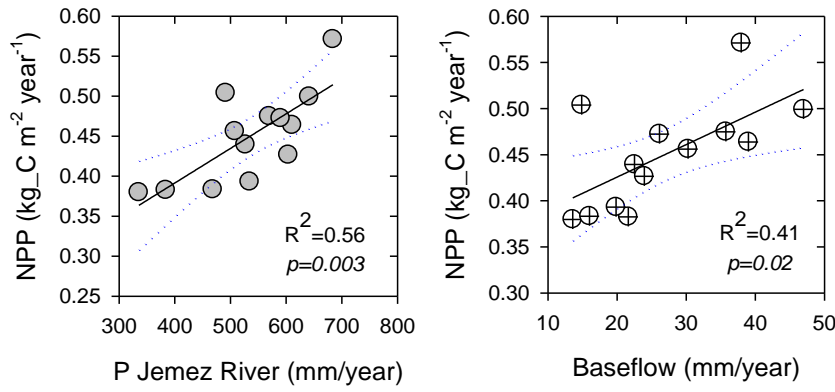 NPP (kg_C m-2 year-1)
0.60
0.55
0.50
0.45
0.40
0.35
0.30
0.25
R2=0.56
p=0.003
300 400 500 600 700 800
P Jemez River (mm/year)
NPP (kg_C m-2 year-1)
0.60
0.55
0.50
0.45
0.40
0.35
0.30
R2=0.41
p=0.02
10 20 30 40 50
Baseflow (mm/year)